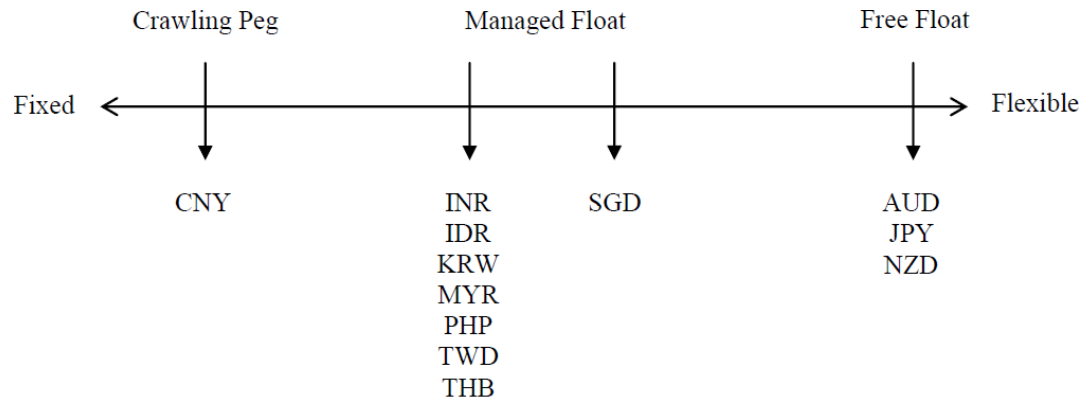 Crawling Peg Managed Float Free Float
Fixed Flexible
CNY INR SGD AUD
IDR JPY
KRW NZD
MYR
PHP
TWD
THB